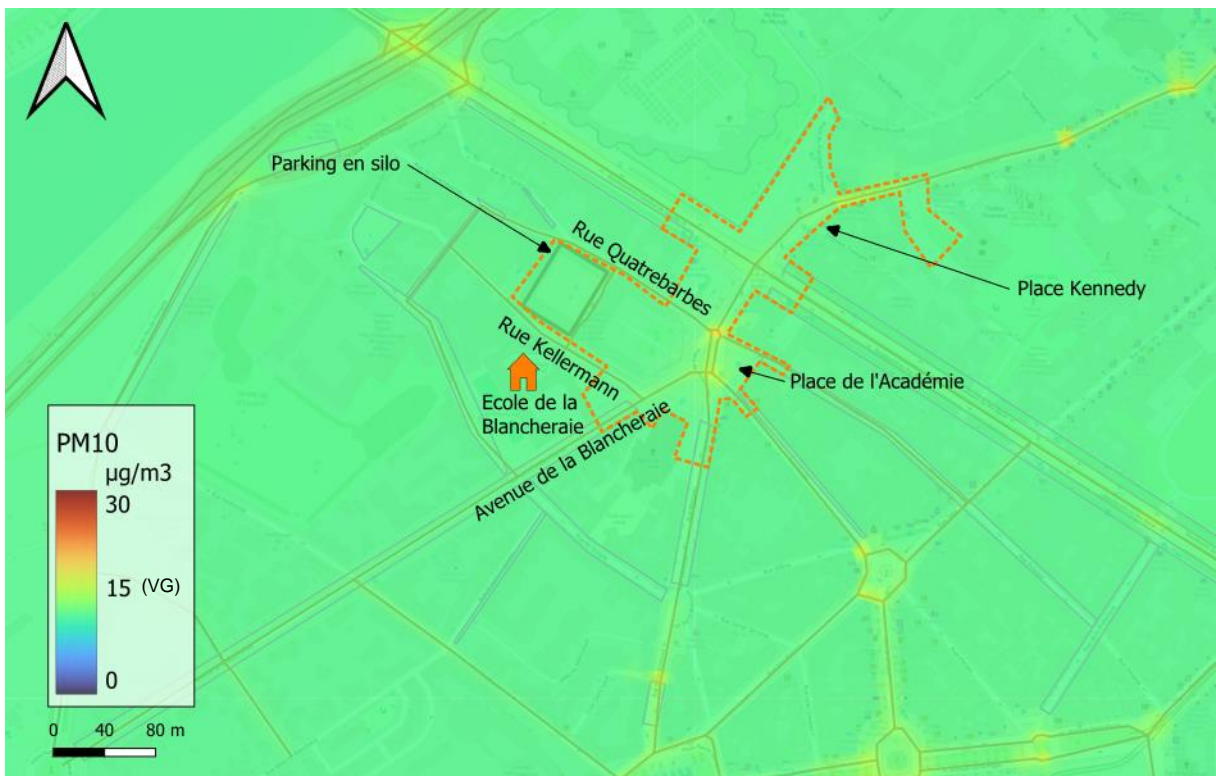 Parking en silo
Rue Quatrebarbes
Place Kennedy
Rue Kellermann
Place de l'Académie
Ecole de la
Blancheraie
Avenue de la Blancheraie
PM10
µg/m3
30
15 (VG)
0
0 40 80 m